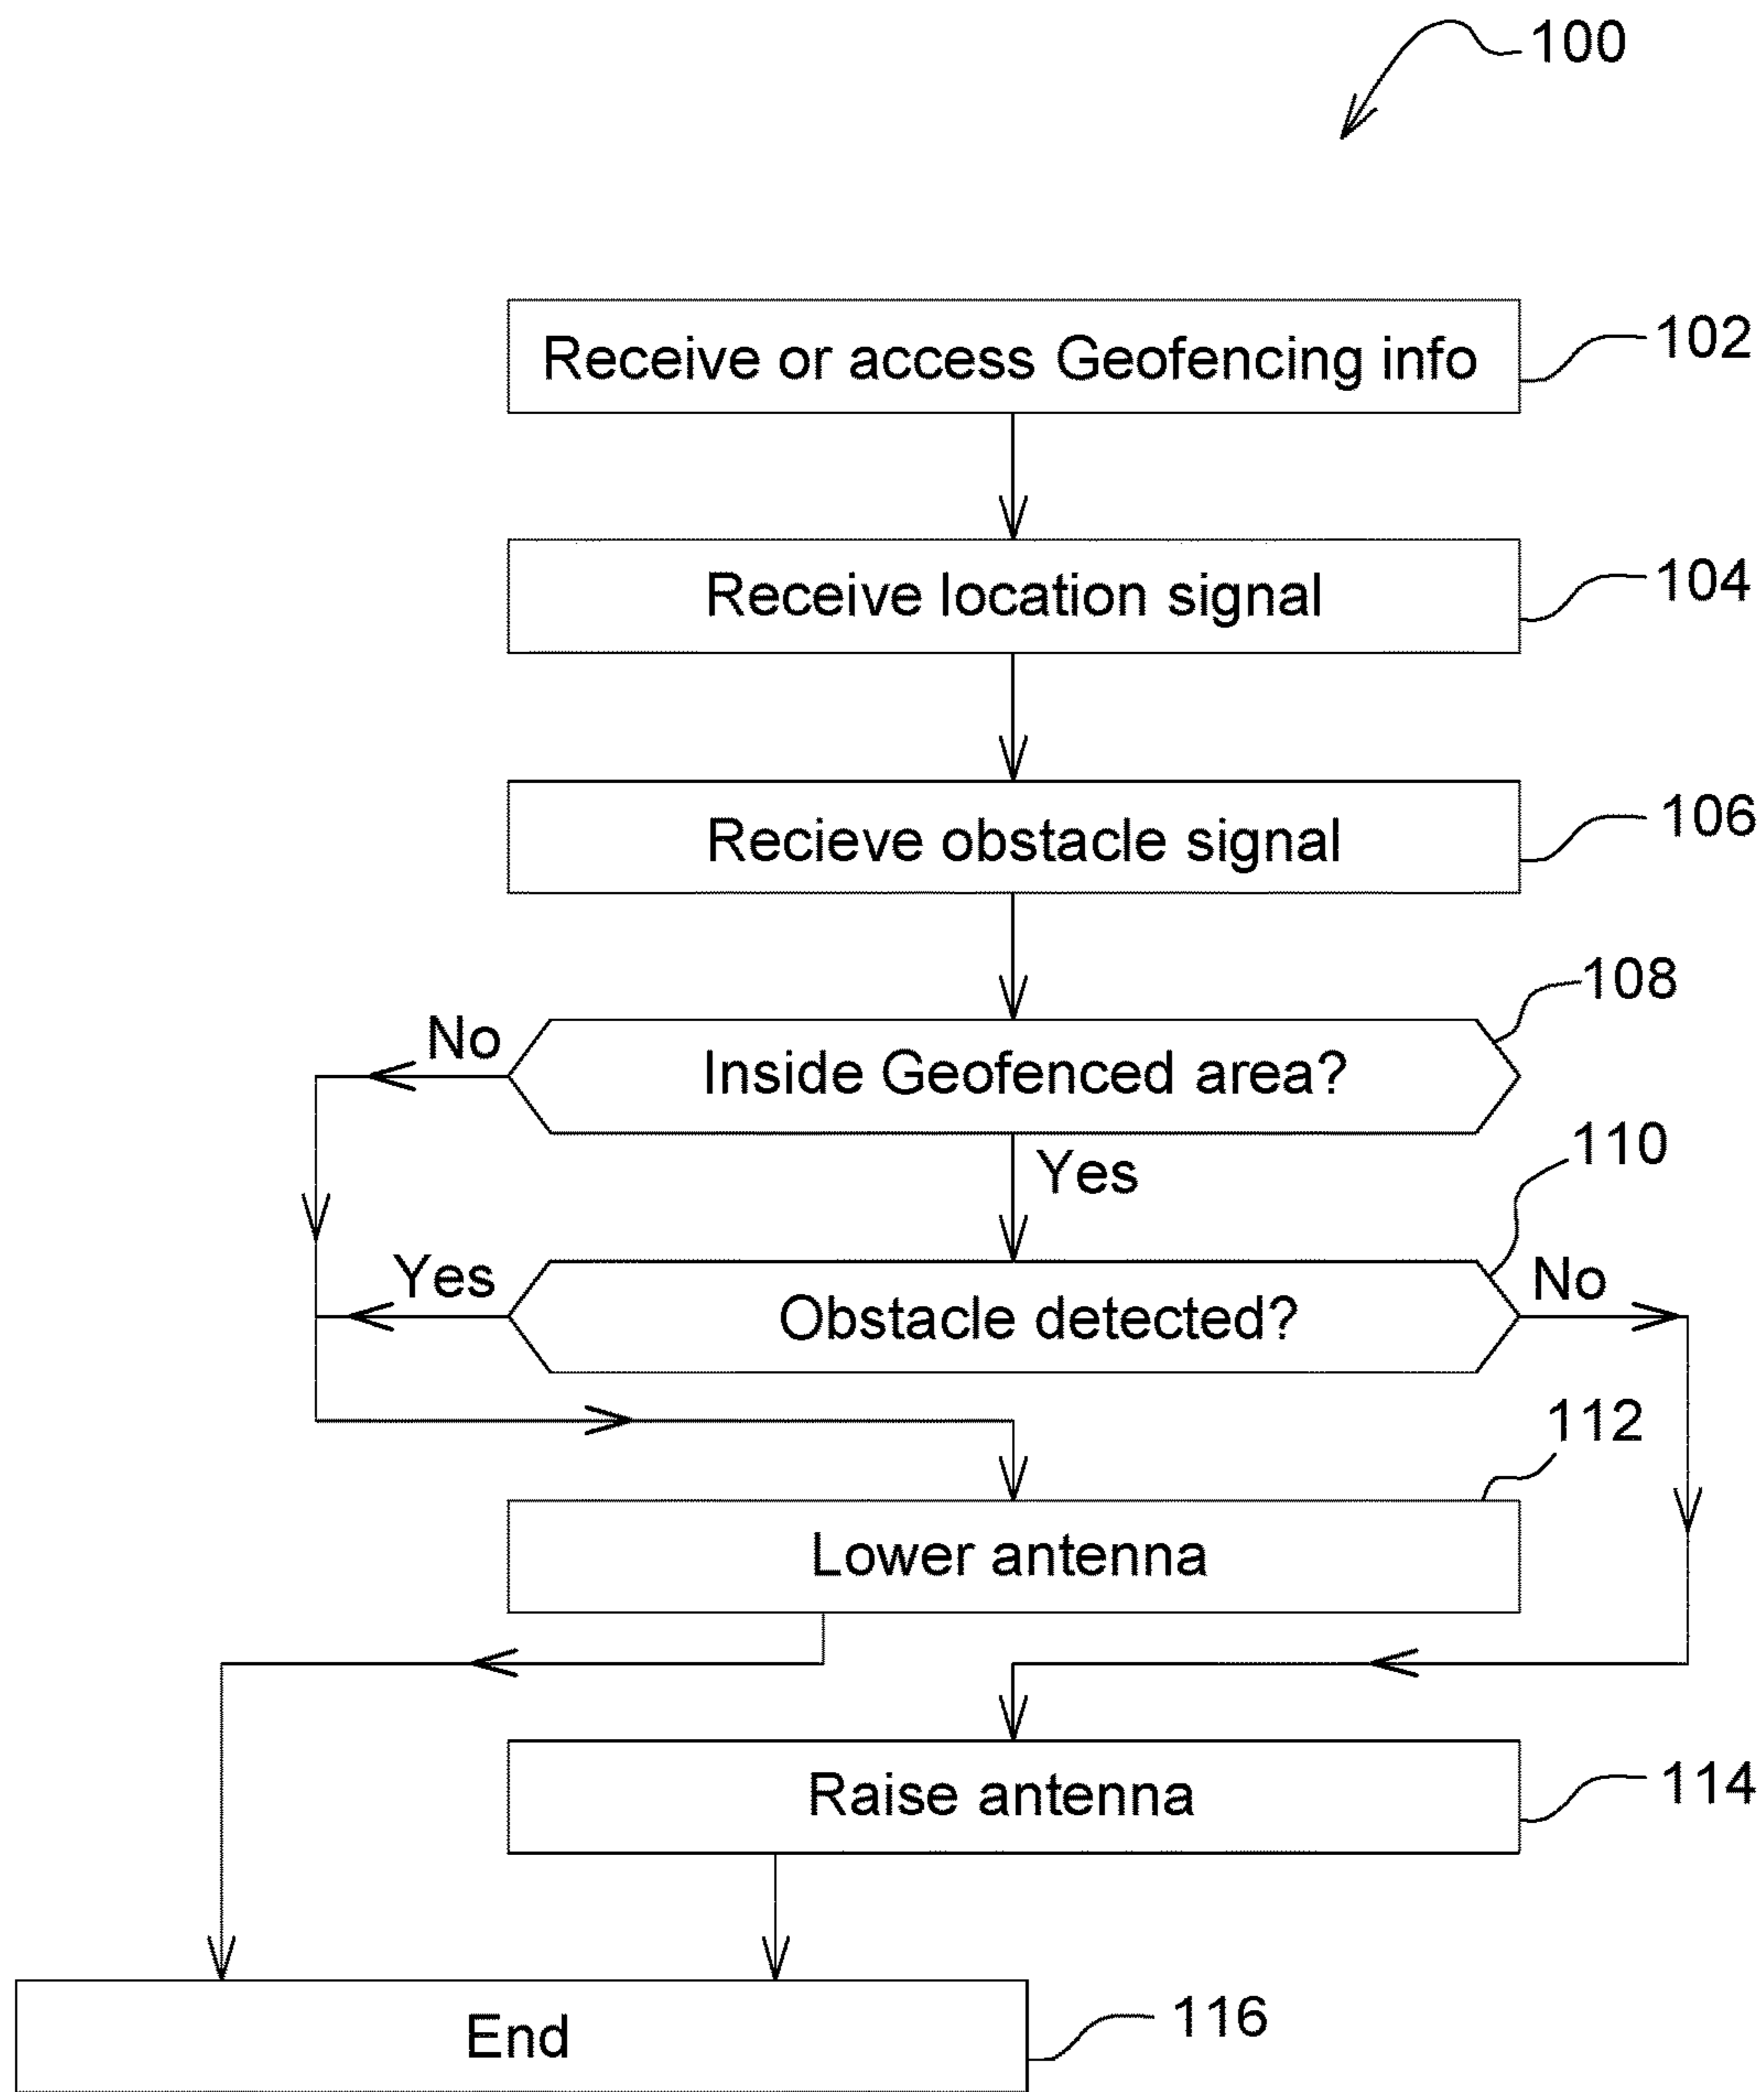 100
Receive or access Geofencing info
102
Receive location signal
104
Recieve obstacle signal
106
108
No
Inside Geofenced area?
Yes
110
Yes
Obstacle detected?
No
112
Lower antenna
Raise antenna
114
End
116